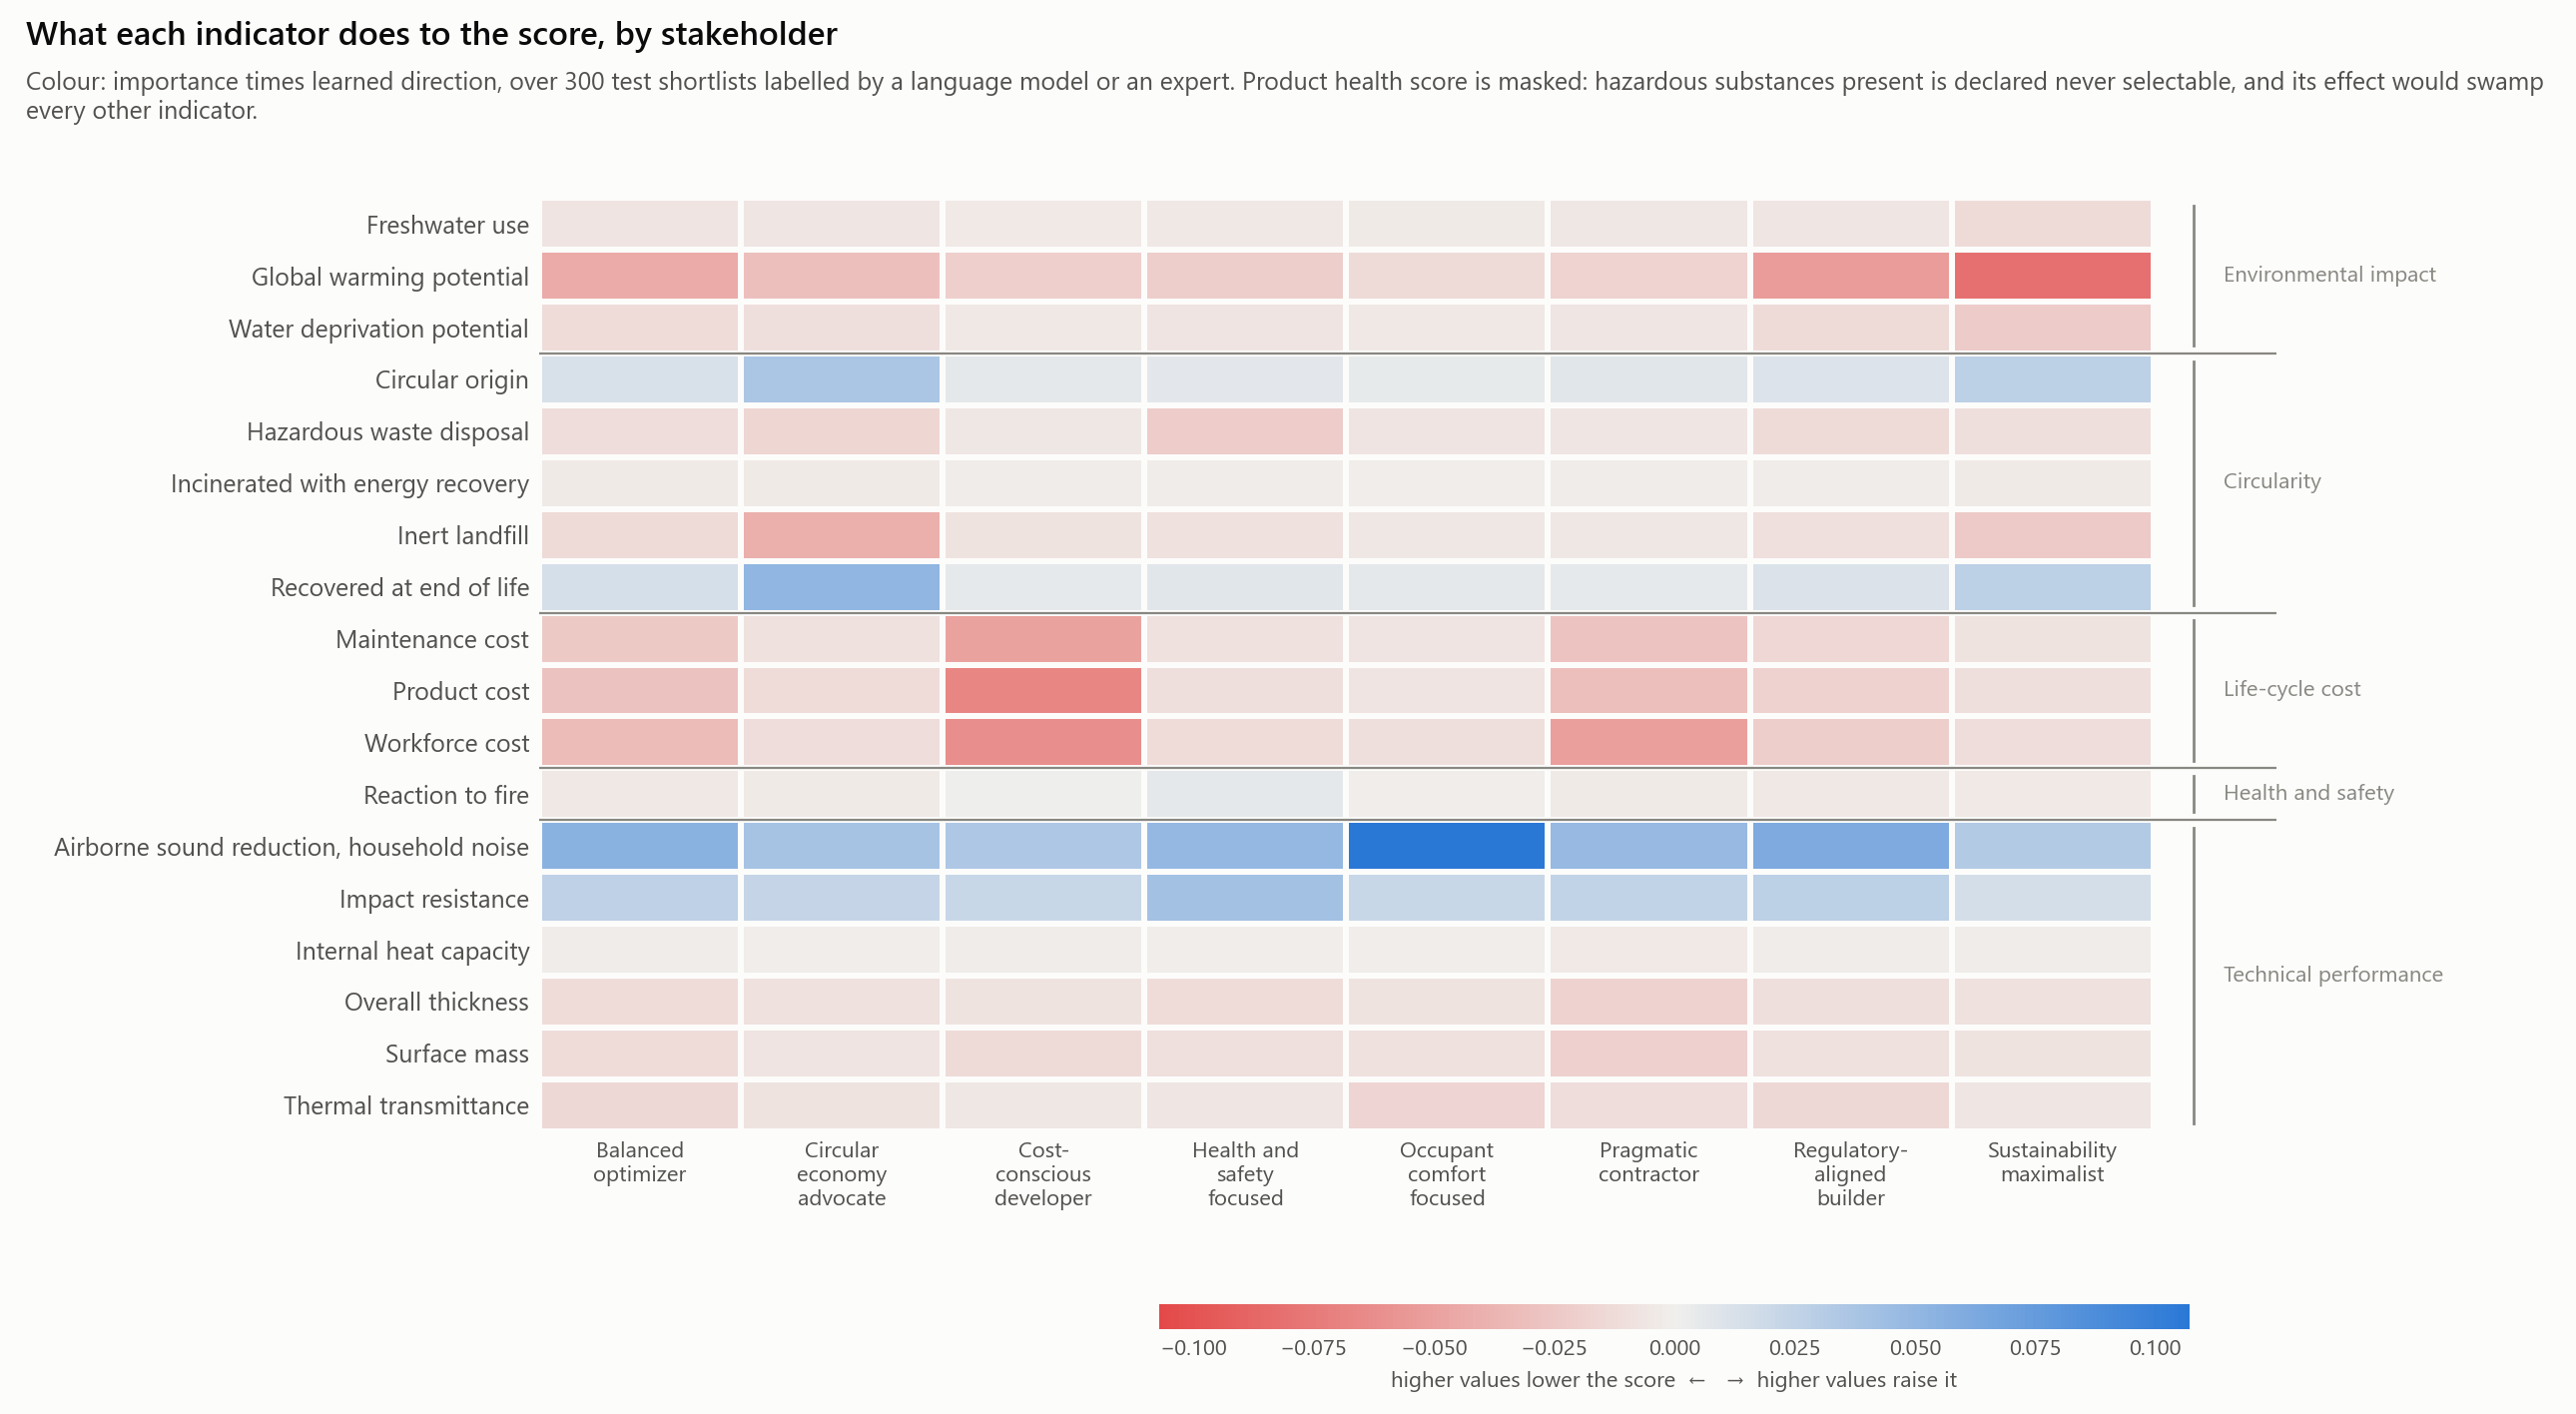 What each indicator does to the score, by stakeholder
Colour: importance times learned direction, over 300 test shortlists labelled by a language model or an expert. Product health score is masked: hazardous substances present is declared never selectable, and its effect would swamp
every other indicator.
Freshwater use
Global warming potential
Environmental impact
Water deprivation potential
Circular origin
Hazardous waste disposal
Incinerated with energy recovery
Circularity
Inert landfill
Recovered at end of life
Maintenance cost
Product cost
Life-cycle cost
Workforce cost
Reaction to fire
Health and safety
Airborne sound reduction, household noise
Impact resistance
Internal heat capacity
Technical performance
Overall thickness
Surface mass
Thermal transmittance
Balanced
optimizer
Circular
economy
advocate
Cost-
conscious
developer
Health and
safety
focused
Occupant
comfort
focused
Pragmatic
contractor
Regulatory-
aligned
builder
Sustainability
maximalist
−0.100 −0.075 −0.050 −0.025 0.000 0.025 0.050 0.075 0.100
higher values lower the score ← → higher values raise it